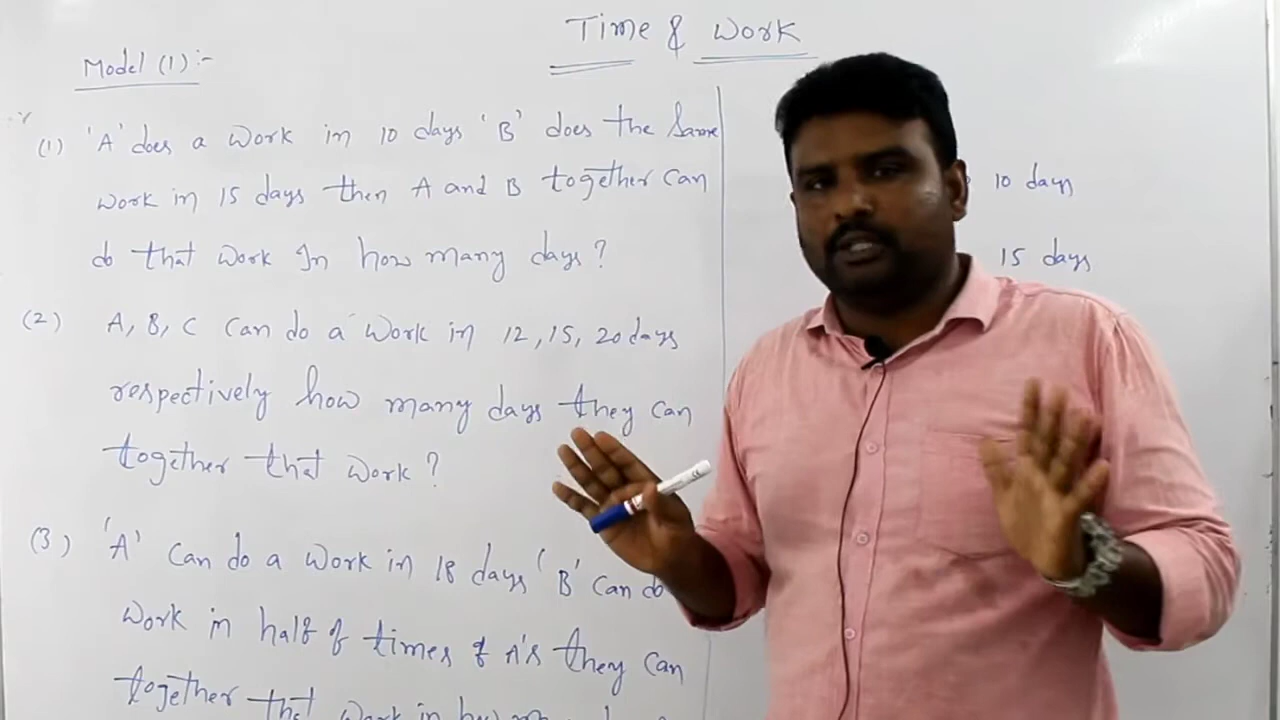 Time & Work
Model (1):-
(1) 'A' does a work in 10 days 'B' does the same
work in 15 days then A and B together can
do that work In how many days?
(2) A, B, C can do a work in 12, 15, 20 days
respectively how many days they can
together that work?
(3) 'A' can do a work in 18 days 'B' can do
work in half of times of A's they can
together that work in how
10 days
15 days